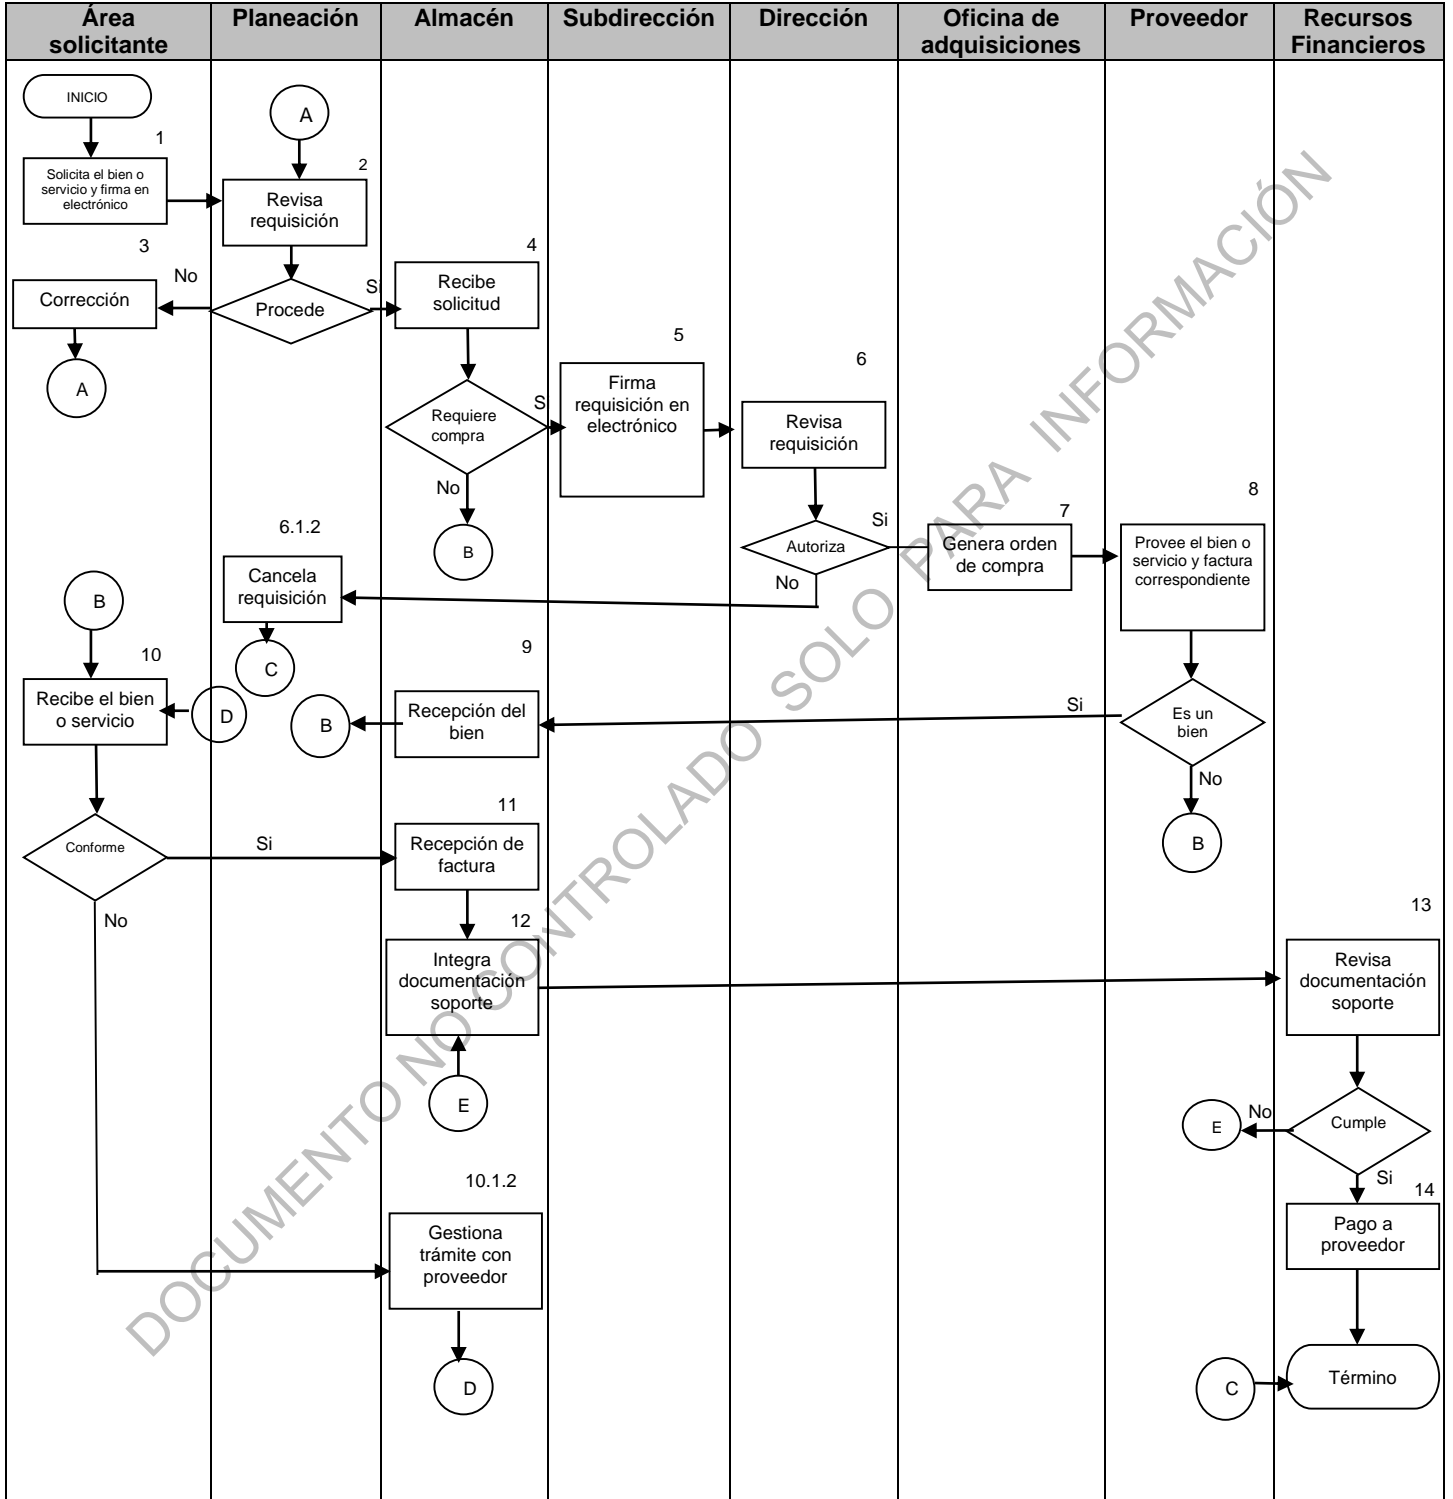 Área
solicitante
Planeación
Almacén
Subdirección
Dirección
Oficina de
adquisiciones
Proveedor
Recursos
Financieros
INICIO
A
1
2
Solicita el bien o
servicio y firma en
electrónico
Revisa
requisición
3
4
No
Si
Corrección
Procede
Recibe
solicitud
5
6
A
Firma
requisición en
electrónico
S
Requiere
compra
Revisa
requisición
No
8
6.1.2
B
Si
7
Autoriza
Genera orden
de compra
Provee el bien o
servicio y factura
correspondiente
No
Cancela
requisición
B
C
10
9
Recibe el bien
o servicio
D
B
Recepción del
bien
Si
Es un
bien
No
11
Conforme
Si
Recepción de
factura
B
No
12
13
Integra
documentación
soporte
Revisa
documentación
soporte
E
E
No
Cumple
10.1.2
Si
14
Gestiona
trámite con
proveedor
Pago a
proveedor
D
C
Término
DOCUMENTO NO CONTROLADO SOLO PARA INFORMACIÓN